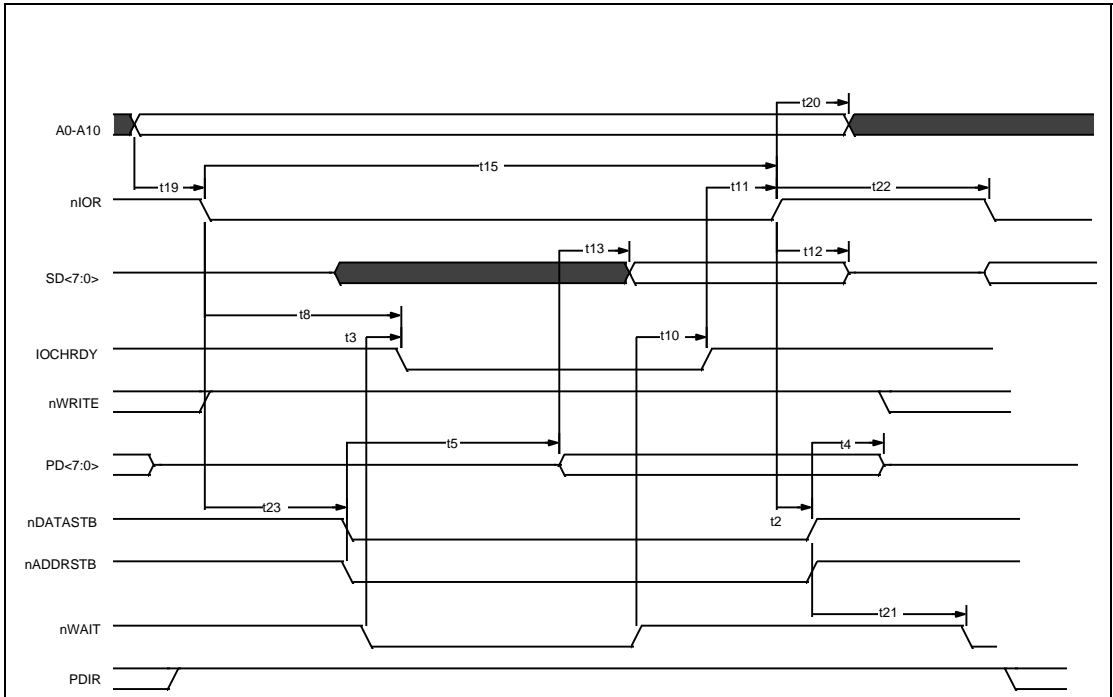 t20
A0-A10
t15
t19
t11
t22
nIOR
t13
t12
SD<7:0>
t8
t3
t10
IOCHRDY
nWRITE
t5
t4
PD<7:0>
t23
t2
nDATASTB
nADDRSTB
t21
nWAIT
PDIR